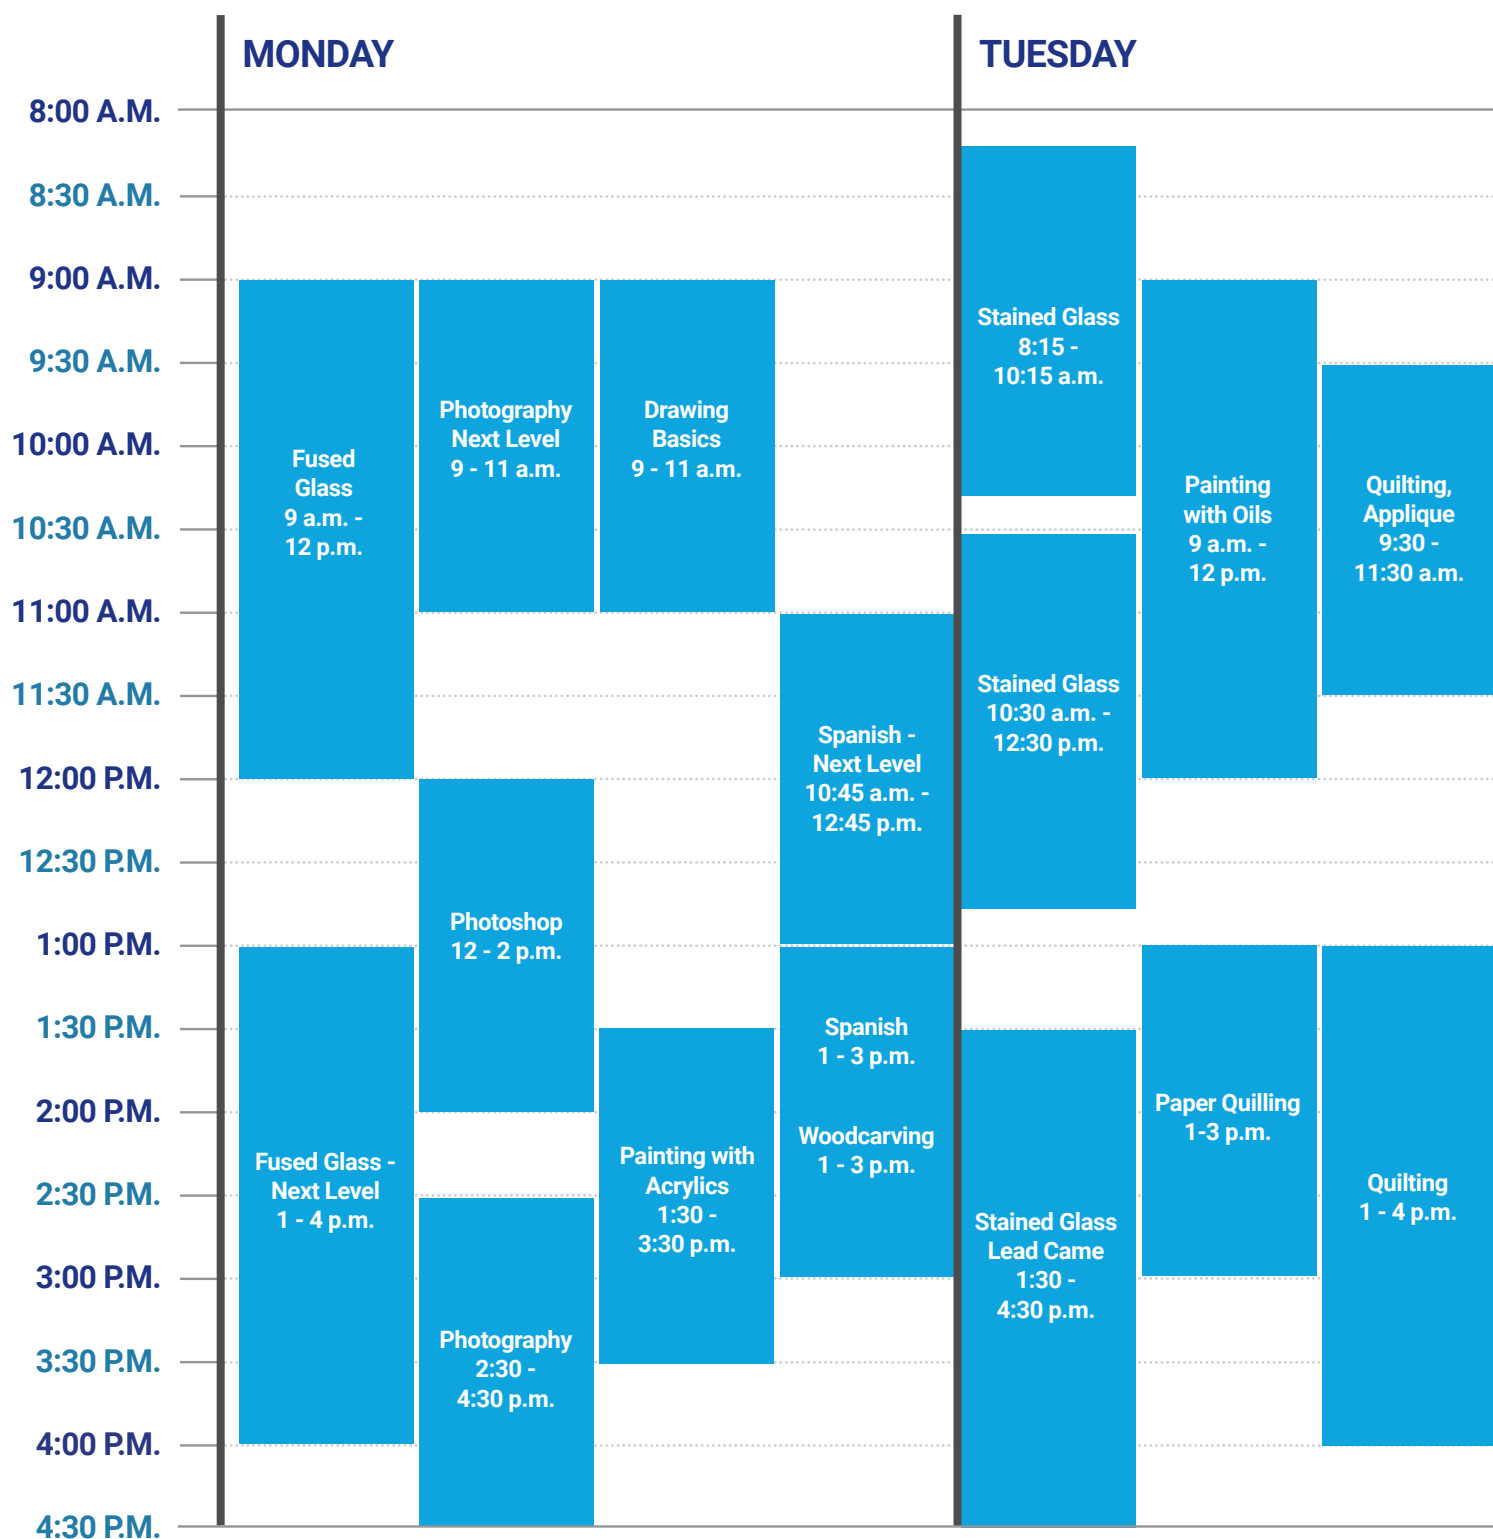 MONDAY
TUESDAY
8:00 A.M.
8:30 A.M.
9:00 A.M.
9:30 A.M.
10:00 A.M.
10:30 A.M.
11:00 A.M.
11:30 A.M.
12:00 P.M.
12:30 P.M.
1:00 P.M.
1:30 P.M.
2:00 P.M.
2:30 P.M.
3:00 P.M.
3:30 P.M.
4:00 P.M.
4:30 P.M.
Fused
Glass
9 a.m. -
12 p.m.
Fused Glass -
Next Level
1 - 4 p.m.
Photography
Next Level
9 - 11 a.m.
Photoshop
12 - 2 p.m.
Photography
2:30 -
4:30 p.m.
Drawing
Basics
9 - 11 a.m.
Painting with
Acrylics
1:30 -
3:30 p.m.
Spanish -
Next Level
10:45 a.m. -
12:45 p.m.
Spanish
1 - 3 p.m.
Woodcarving
1 - 3 p.m.
Stained Glass
8:15 -
10:15 a.m.
Stained Glass
10:30 a.m. -
12:30 p.m.
Stained Glass
Lead Came
1:30 -
4:30 p.m.
Painting
with Oils
9 a.m. -
12 p.m.
Paper Quilling
1-3 p.m.
Quilting,
Applique
9:30 -
11:30 a.m.
Quilting
1 - 4 p.m.